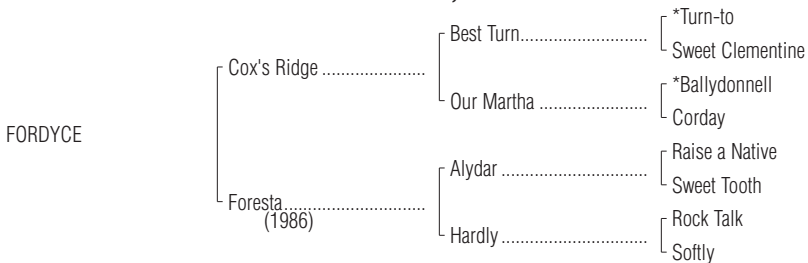 *Turn-to
Best Turn..............................
Sweet Clementine
Cox's Ridge ........................
*Ballydonnell
Our Martha .........................
Corday
FORDYCE
Raise a Native
Alydar .................................
Sweet Tooth
Foresta.................................
(1986)
Rock Talk
Hardly .................................
Softly